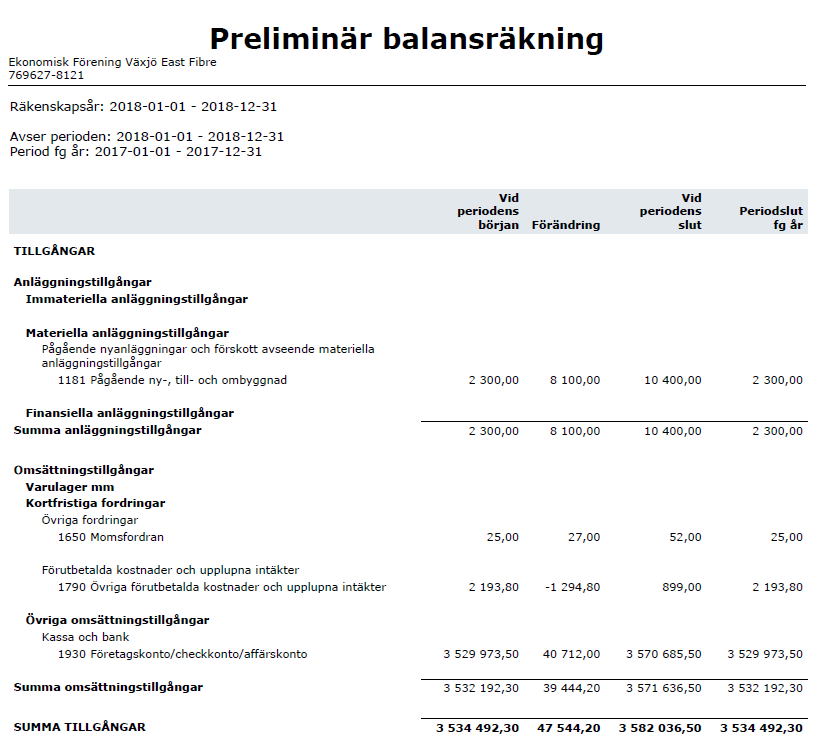 Preliminär balansräkning
Ekonomisk Förening Växjö East Fibre
769627-8121
Räkenskapsår: 2018-01-01 - 2018-12-31
Avser perioden: 2018-01-01 - 2018-12-31
Period fg år: 2017-01-01 - 2017-12-31
Vid periodens början Förändring Vid periodens slut Periodslut fg år
TILLGÅNGAR
Anläggningstillgångar
Immateriella anläggningstillgångar
Materiella anläggningstillgångar
Pågående nyanläggningar och förskott avseende materiella
anläggningstillgångar
1181 Pågående ny-, till- och ombyggnad 2 300,00 8 100,00 10 400,00 2 300,00
Finansiella anläggningstillgångar
Summa anläggningstillgångar 2 300,00 8 100,00 10 400,00 2 300,00
Omsättningstillgångar
Varulager mm
Kortfristiga fordringar
Övriga fordringar
1650 Momsfordran 25,00 27,00 52,00 25,00
Förutbetalda kostnader och upplupna intäkter
1790 Övriga förutbetalda kostnader och upplupna intäkter 2 193,80 -1 294,80 899,00 2 193,80
Övriga omsättningstillgångar
Kassa och bank
1930 Företagskonto/checkkonto/affärskonto 3 529 973,50 40 712,00 3 570 685,50 3 529 973,50
Summa omsättningstillgångar 3 532 192,30 39 444,20 3 571 636,50 3 532 192,30
SUMMA TILLGÅNGAR 3 534 492,30 47 544,20 3 582 036,50 3 534 492,30